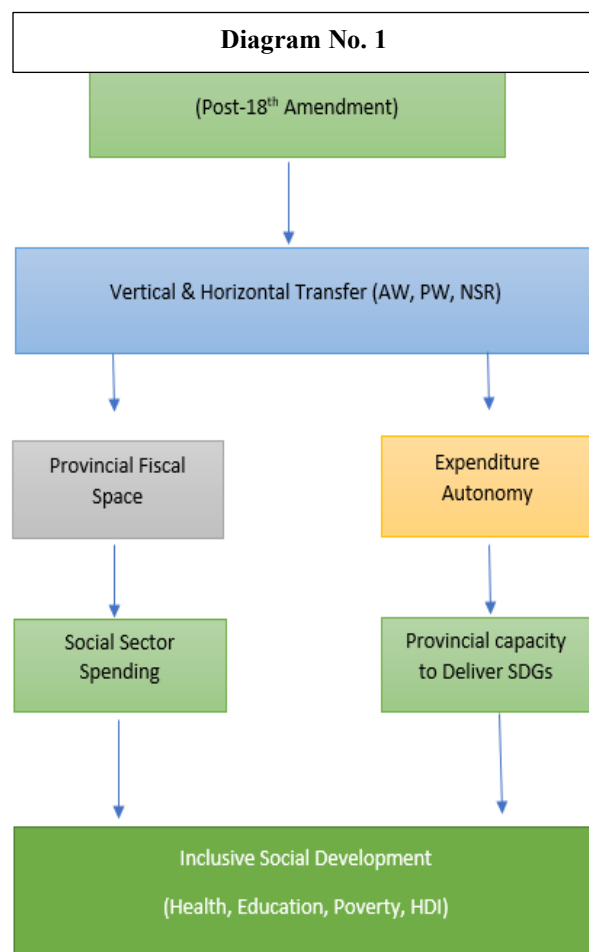 Diagram No. 1
(Post-18th Amendment)
Vertical & Horizontal Transfer (AW, PW, NSR)
Provincial Fiscal
Space
Expenditure
Autonomy
Social Sector
Spending
Provincial capacity
to Deliver SDGs
Inclusive Social Development
(Health, Education, Poverty, HDI)